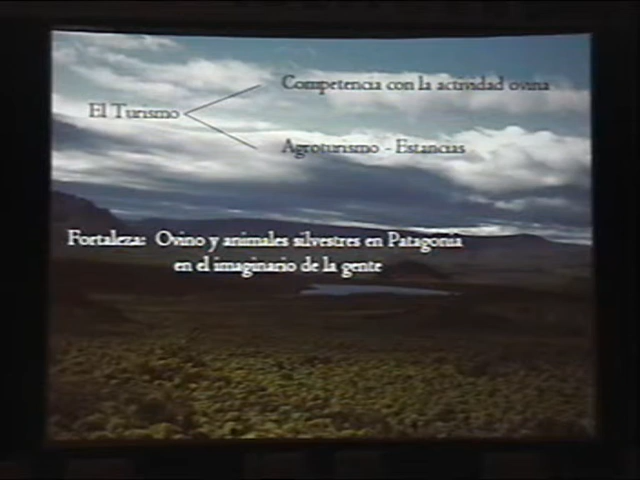 Competencia con la actividad ovina
El Turismo
Agroturismo - Estancias
Fortaleza: Ovino y animales silvestres en Patagonia
en el imaginario de la gente